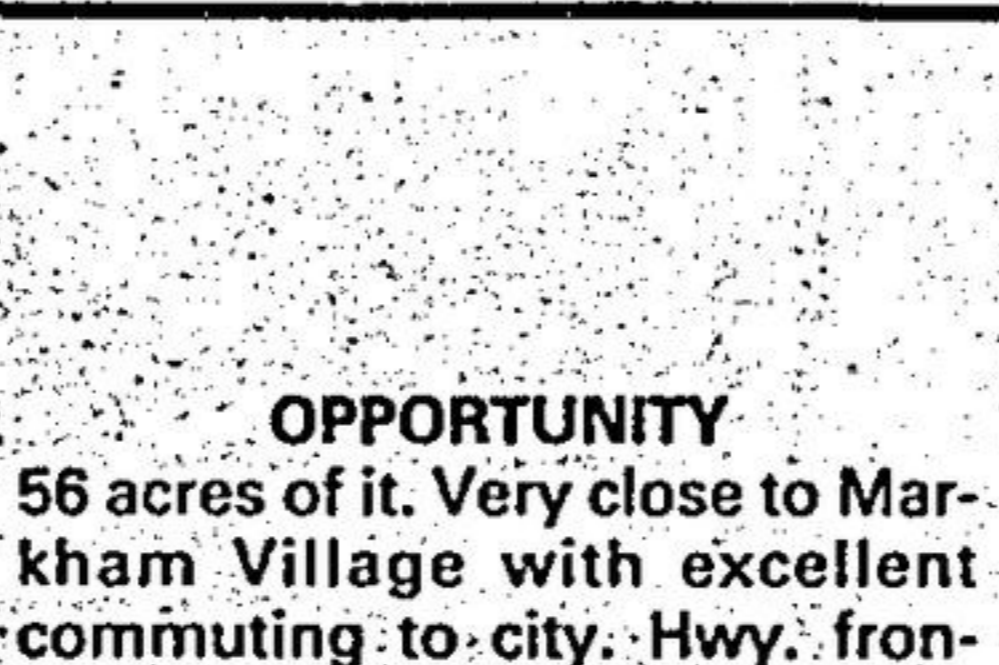 OPPORTUNITY
56 acres of it. Very close to Mar-
kham Village with excellent
commuting to city. Hwy. fron-